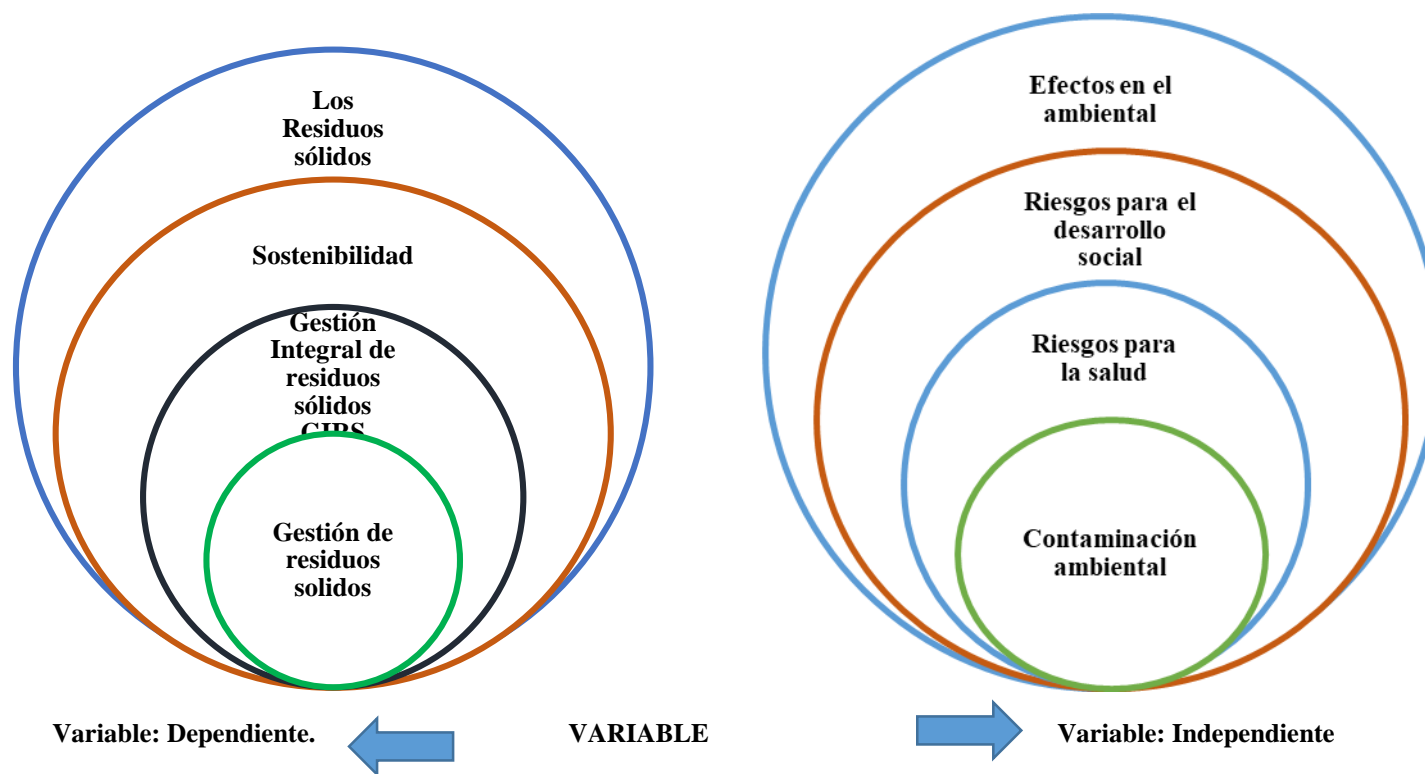 Los
Residuos
sólidos
Sostenibilidad
Gestión
Integral de
residuos
sólidos
Gestión de
residuos
solidos
Efectos en el
ambiental
Riesgos para el
desarrollo
social
Riesgos para
la salud
Contaminación
ambiental
Variable: Dependiente.
VARIABLE
Variable: Independiente